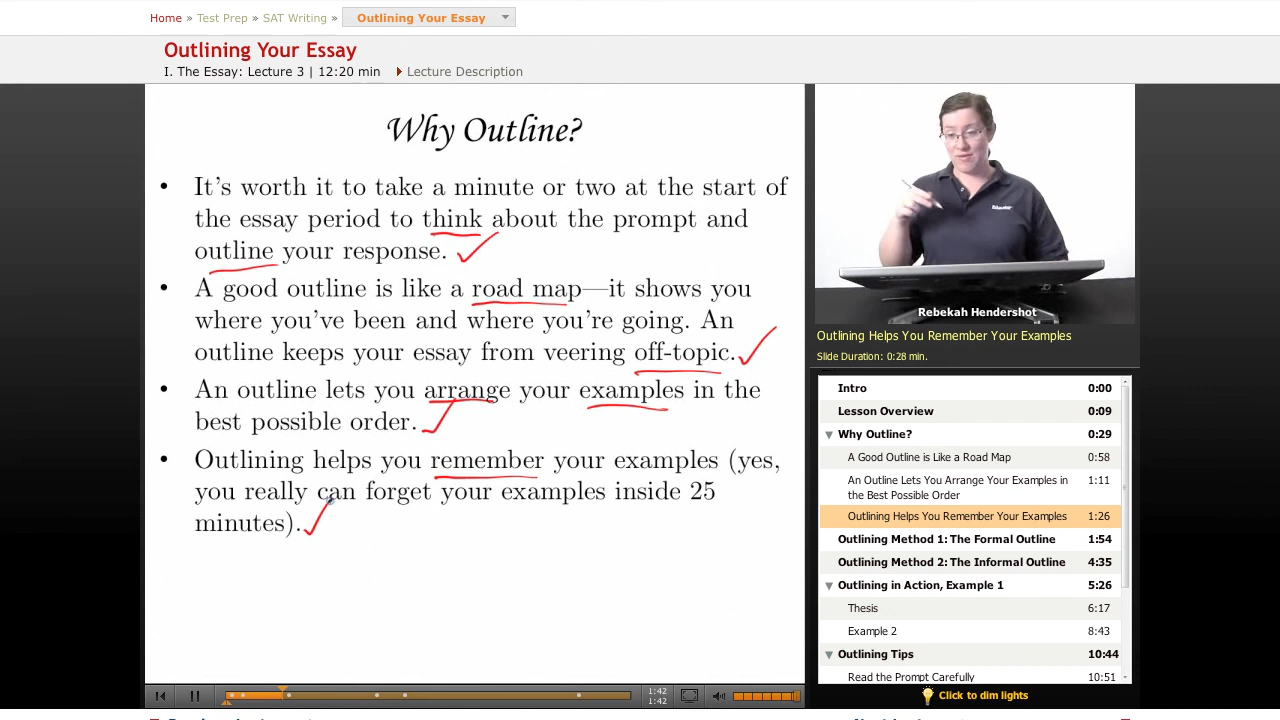 Home » Test Prep » SAT Writing » Outlining Your Essay
Outlining Your Essay
I. The Essay: Lecture 3 | 12:20 min Lecture Description
Why Outline?
• It's worth it to take a minute or two at the start of
the essay period to think about the prompt and
outline your response.
• A good outline is like a road map—it shows you
where you've been and where you're going. An
outline keeps your essay from veering off-topic.
• An outline lets you arrange your examples in the
best possible order.
• Outlining helps you remember your examples (yes,
you really can forget your examples inside 25
minutes).
Rebekah Hendershot
Outlining Helps You Remember Your Examples
Slide Duration: 0:28 min.
Intro 0:00
Lesson Overview 0:09
Why Outline? 0:29
A Good Outline is Like a Road Map 0:58
An Outline Lets You Arrange Your Examples in 1:11
the Best Possible Order
Outlining Helps You Remember Your Examples 1:26
Outlining Method 1: The Formal Outline 1:54
Outlining Method 2: The Informal Outline 4:35
Outlining in Action, Example 1 5:26
Thesis 6:17
Example 2 8:43
Outlining Tips 10:44
Read the Prompt Carefully 10:51
1:42
1:42
Click to dim lights